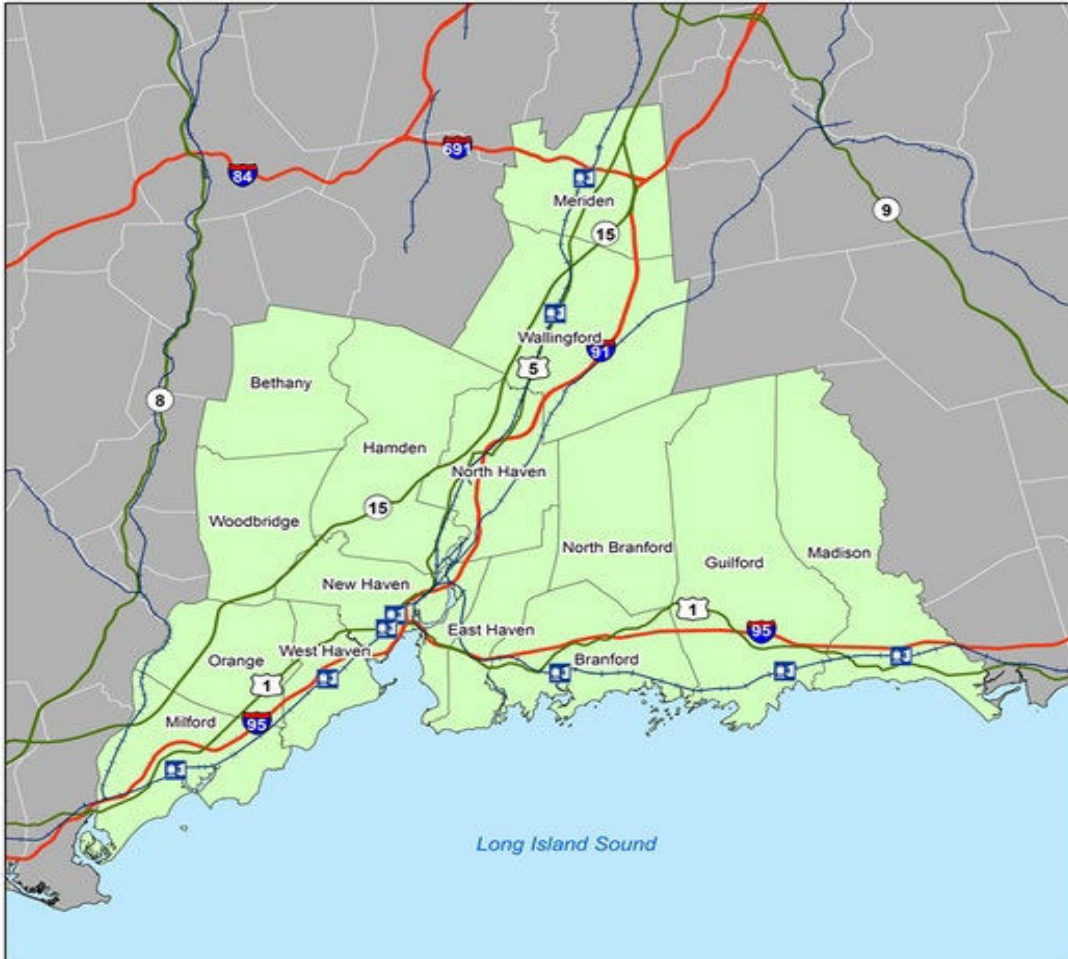 691
84
Meriden
9
15
Wallingford
91
5
Bethany
8
Hamden
North Haven
15
Woodbridge
North Branford
Madison
Guilford
New Haven
1
East Haven
95
West Haven
Orange
Branford
1
Milford
95
Long Island Sound